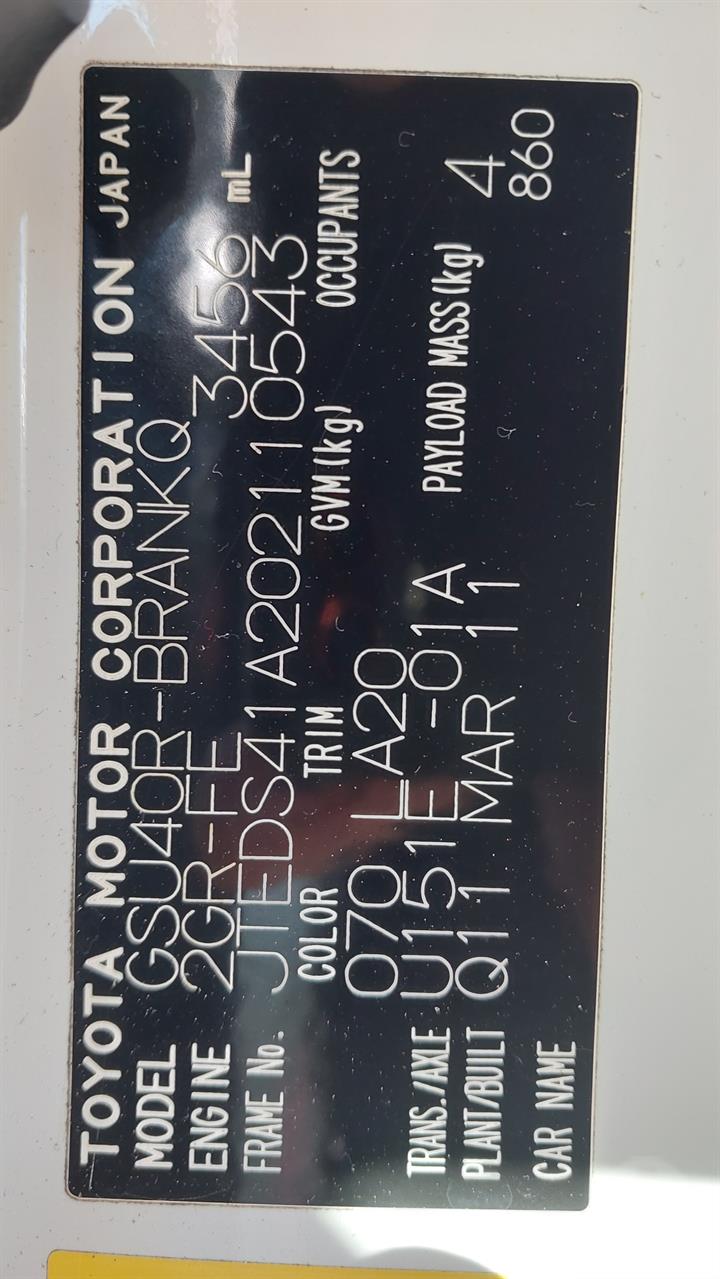 TOYOTA MOTOR CORPORATION JAPAN
MODEL GSU40R-BRANKQ
ENGINE 2GR-FE 3456 mL
FRAME No. JTEDS41A202110543
COLOR TRIM GVM(kg) OCCUPANTS
070 LA20
TRANS./AXLE U151F -01A PAYLOAD MASS(kg) 4
PLANT/BUILT Q11 MAR 11 860
CAR NAME